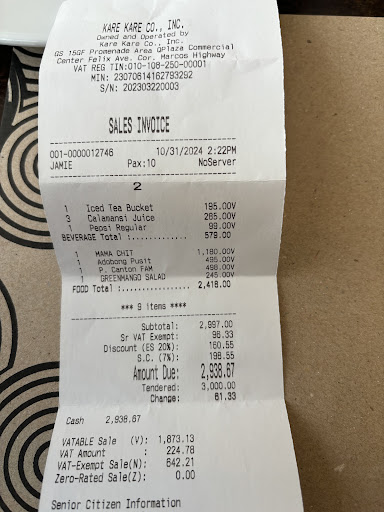 KARE KARE CO., INC.
Owned and Operated by
Kare Kare Co., Inc.
GS 15GF Promenade Area QPlaza Commercial
Center Felix Ave. Cor. Marcos Highway
VAT REG TIN:010-108-250-00001
MIN: 23070614162793292
S/N: 202303220003
SALES INVOICE
001-0000012746 10/31/2024 2:22PM
JAMIE Pax:10 NoServer
2
1 Iced Tea Bucket 195.00V
3 Calamansi Juice 285.00V
1 Pepsi Regular 99.00V
BEVERAGE Total :.............. 579.00
1 MAMA CHIT 1,180.00V
1 Adobong Pusit 495.00V
1 P. Canton FAM 498.00V
1 GREENMANGO SALAD 245.00V
FOOD Total :................ 2,418.00
*** 9 items ****
Subtotal: 2,997.00
Sr VAT Exempt: 96.33
Discount (ES 20%): 160.55
S.C. (7%): 198.55
Amount Due: 2,938.67
Tendered: 3,000.00
Change: 61.33
Cash 2,938.67
VATABLE Sale (V): 1,873.13
VAT Amount : 224.78
VAT-Exempt Sale(N): 642.21
Zero-Rated Sale(Z): 0.00
Senior Citizen Information